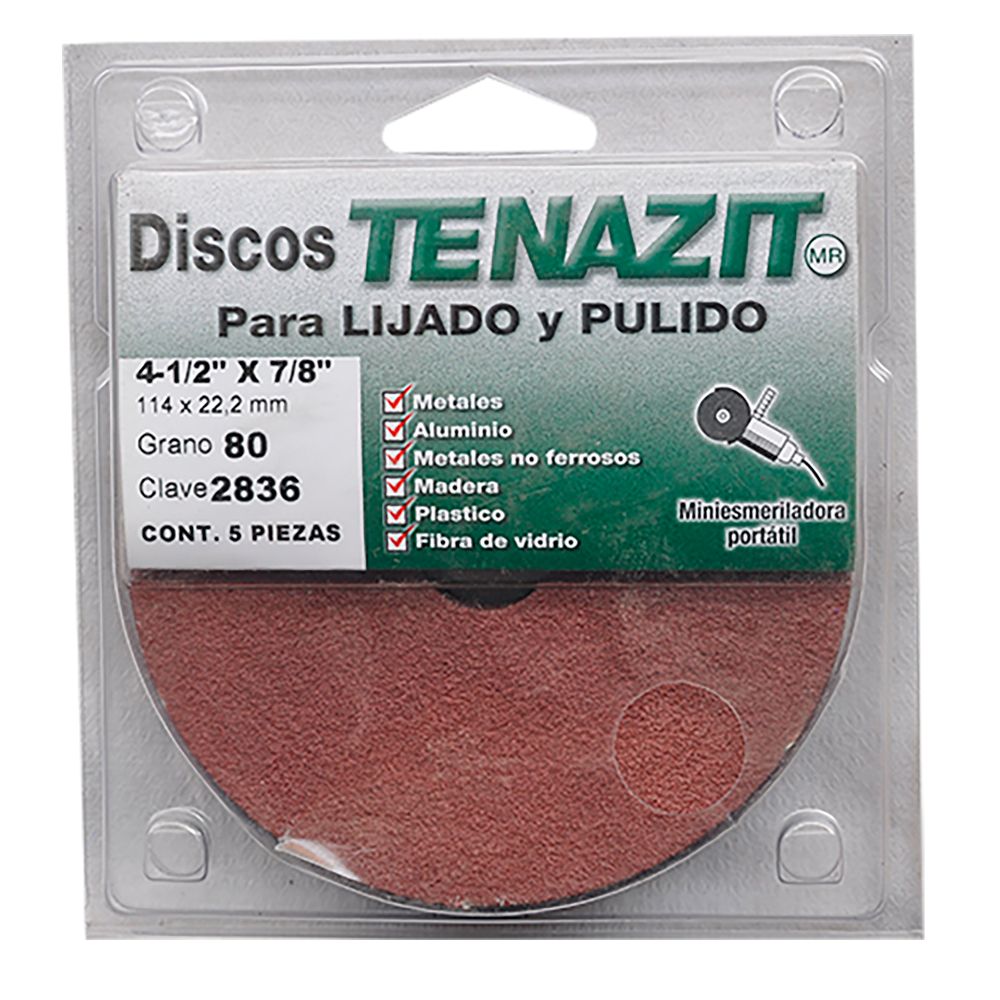 Discos TENAZIT MR
Para LIJADO y PULIDO
4-1/2" X 7/8"
114 x 22,2 mm
Grano 80
Clave 2836
CONT. 5 PIEZAS
Metales
Aluminio
Metales no ferrosos
Madera
Plastico
Fibra de vidrio
Miniesmeriladora
portátil